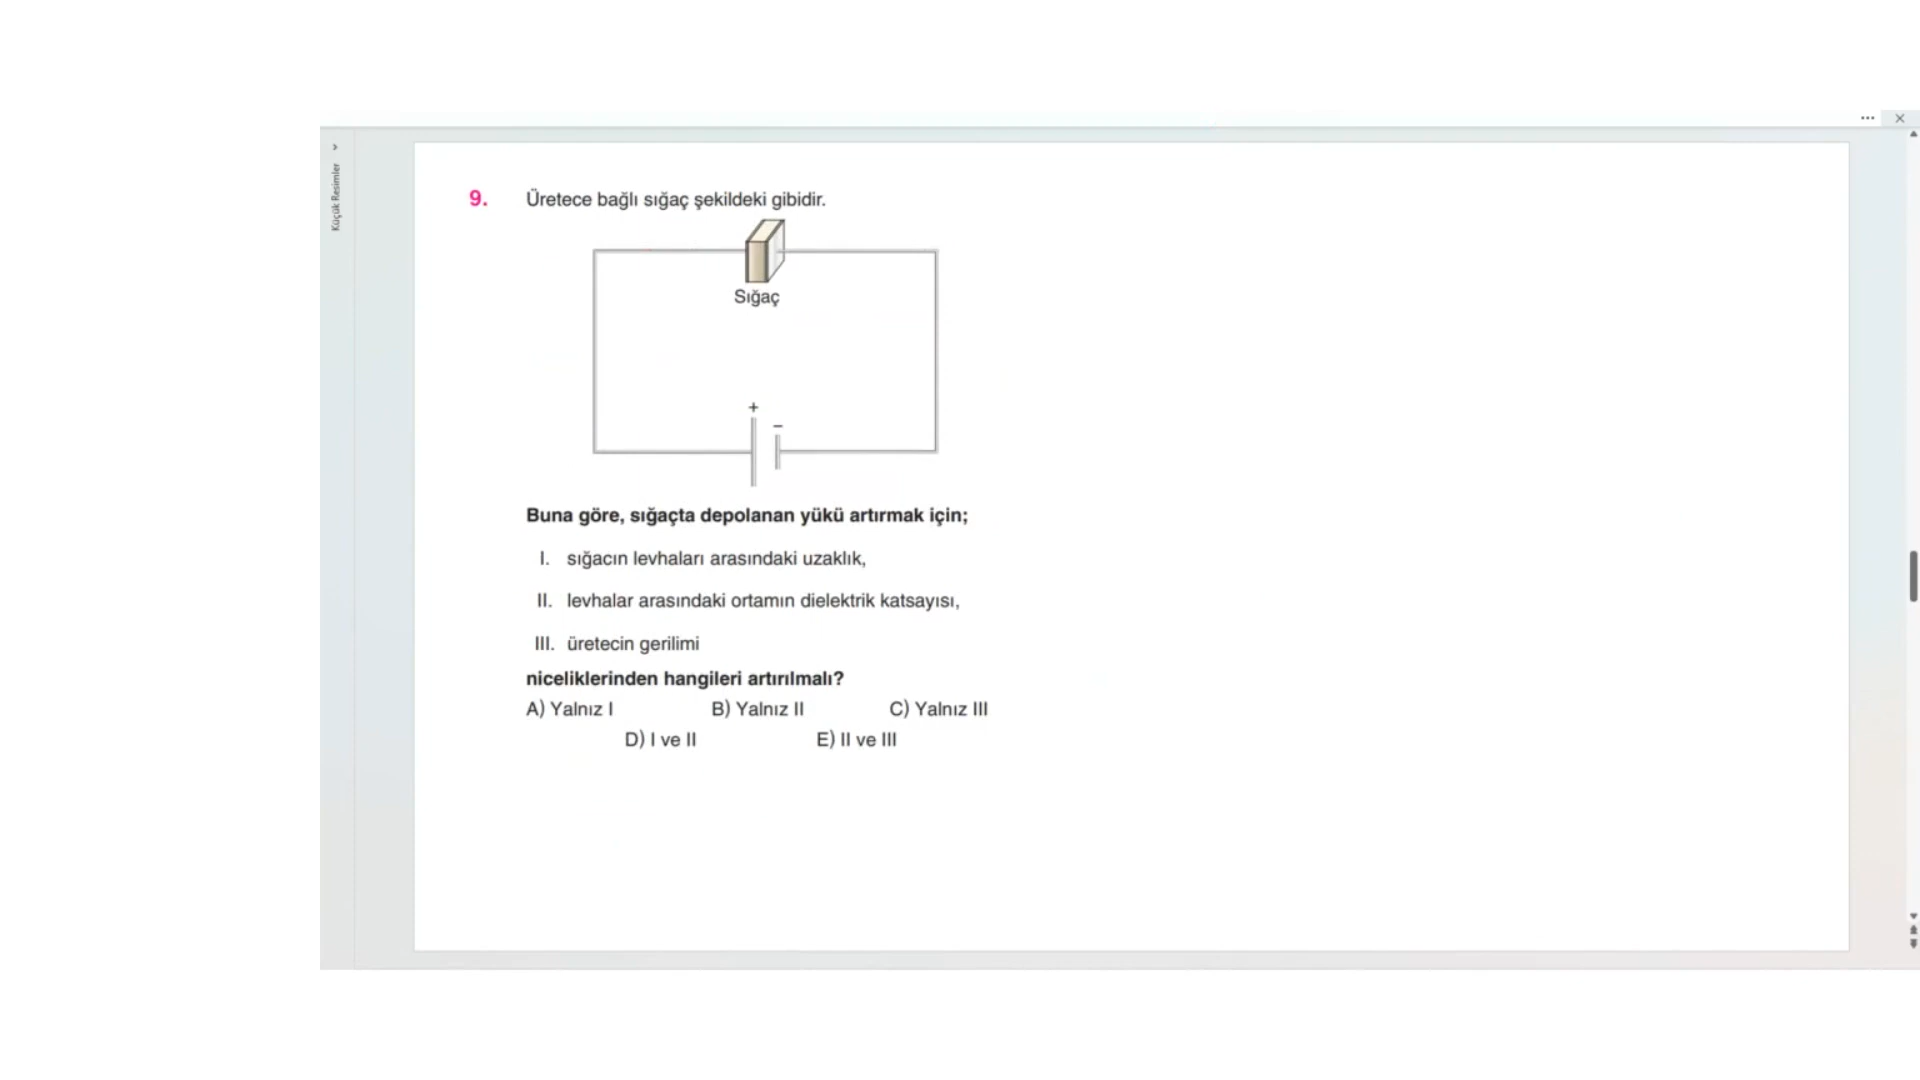 Küçük Resimler
9. Üretece bağlı sığaç şekildeki gibidir.
Sığaç
+
−
Buna göre, sığaçta depolanan yükü artırmak için;
I. sığacın levhaları arasındaki uzaklık,
II. levhalar arasındaki ortamın dielektrik katsayısı,
III. üretecin gerilimi
niceliklerinden hangileri artırılmalı?
A) Yalnız I B) Yalnız II C) Yalnız III
D) I ve II E) II ve III